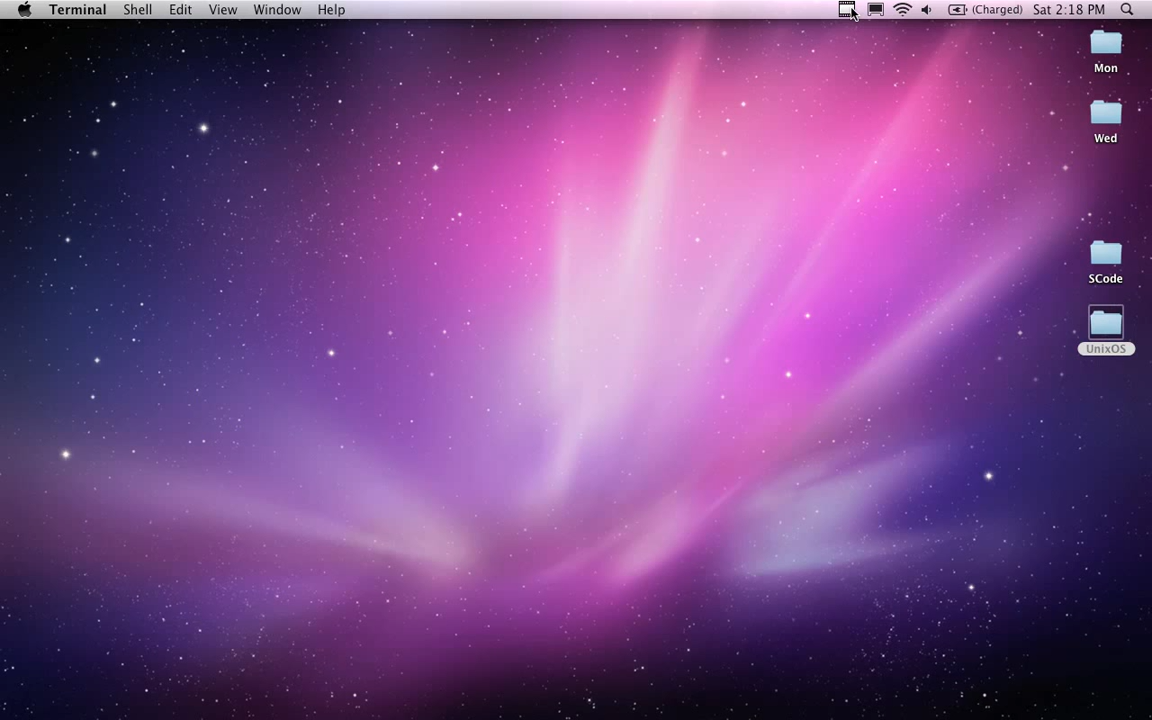 Terminal Shell Edit View Window Help (Charged) Sat 2:18 PM
Mon
Wed
SCode
UnixOS